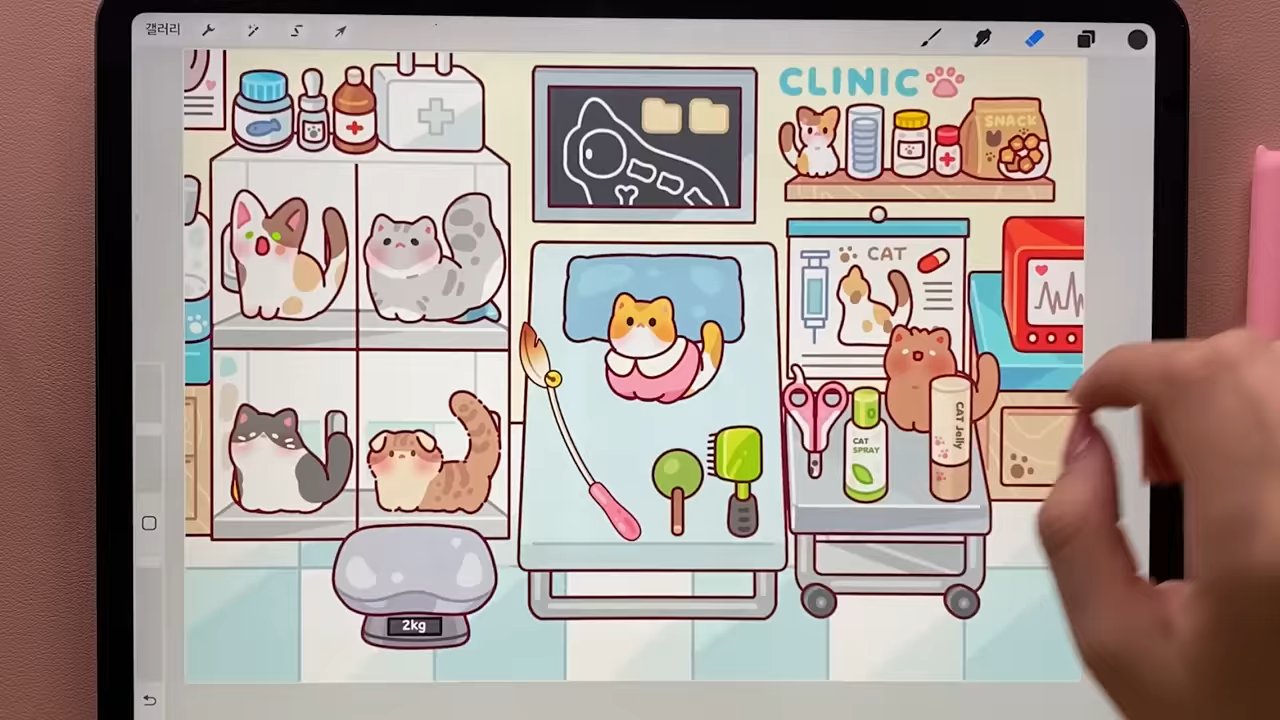 갤러리
CLINIC
SNACK
CAT
CAT
SPRAY
CAT Jelly
2kg